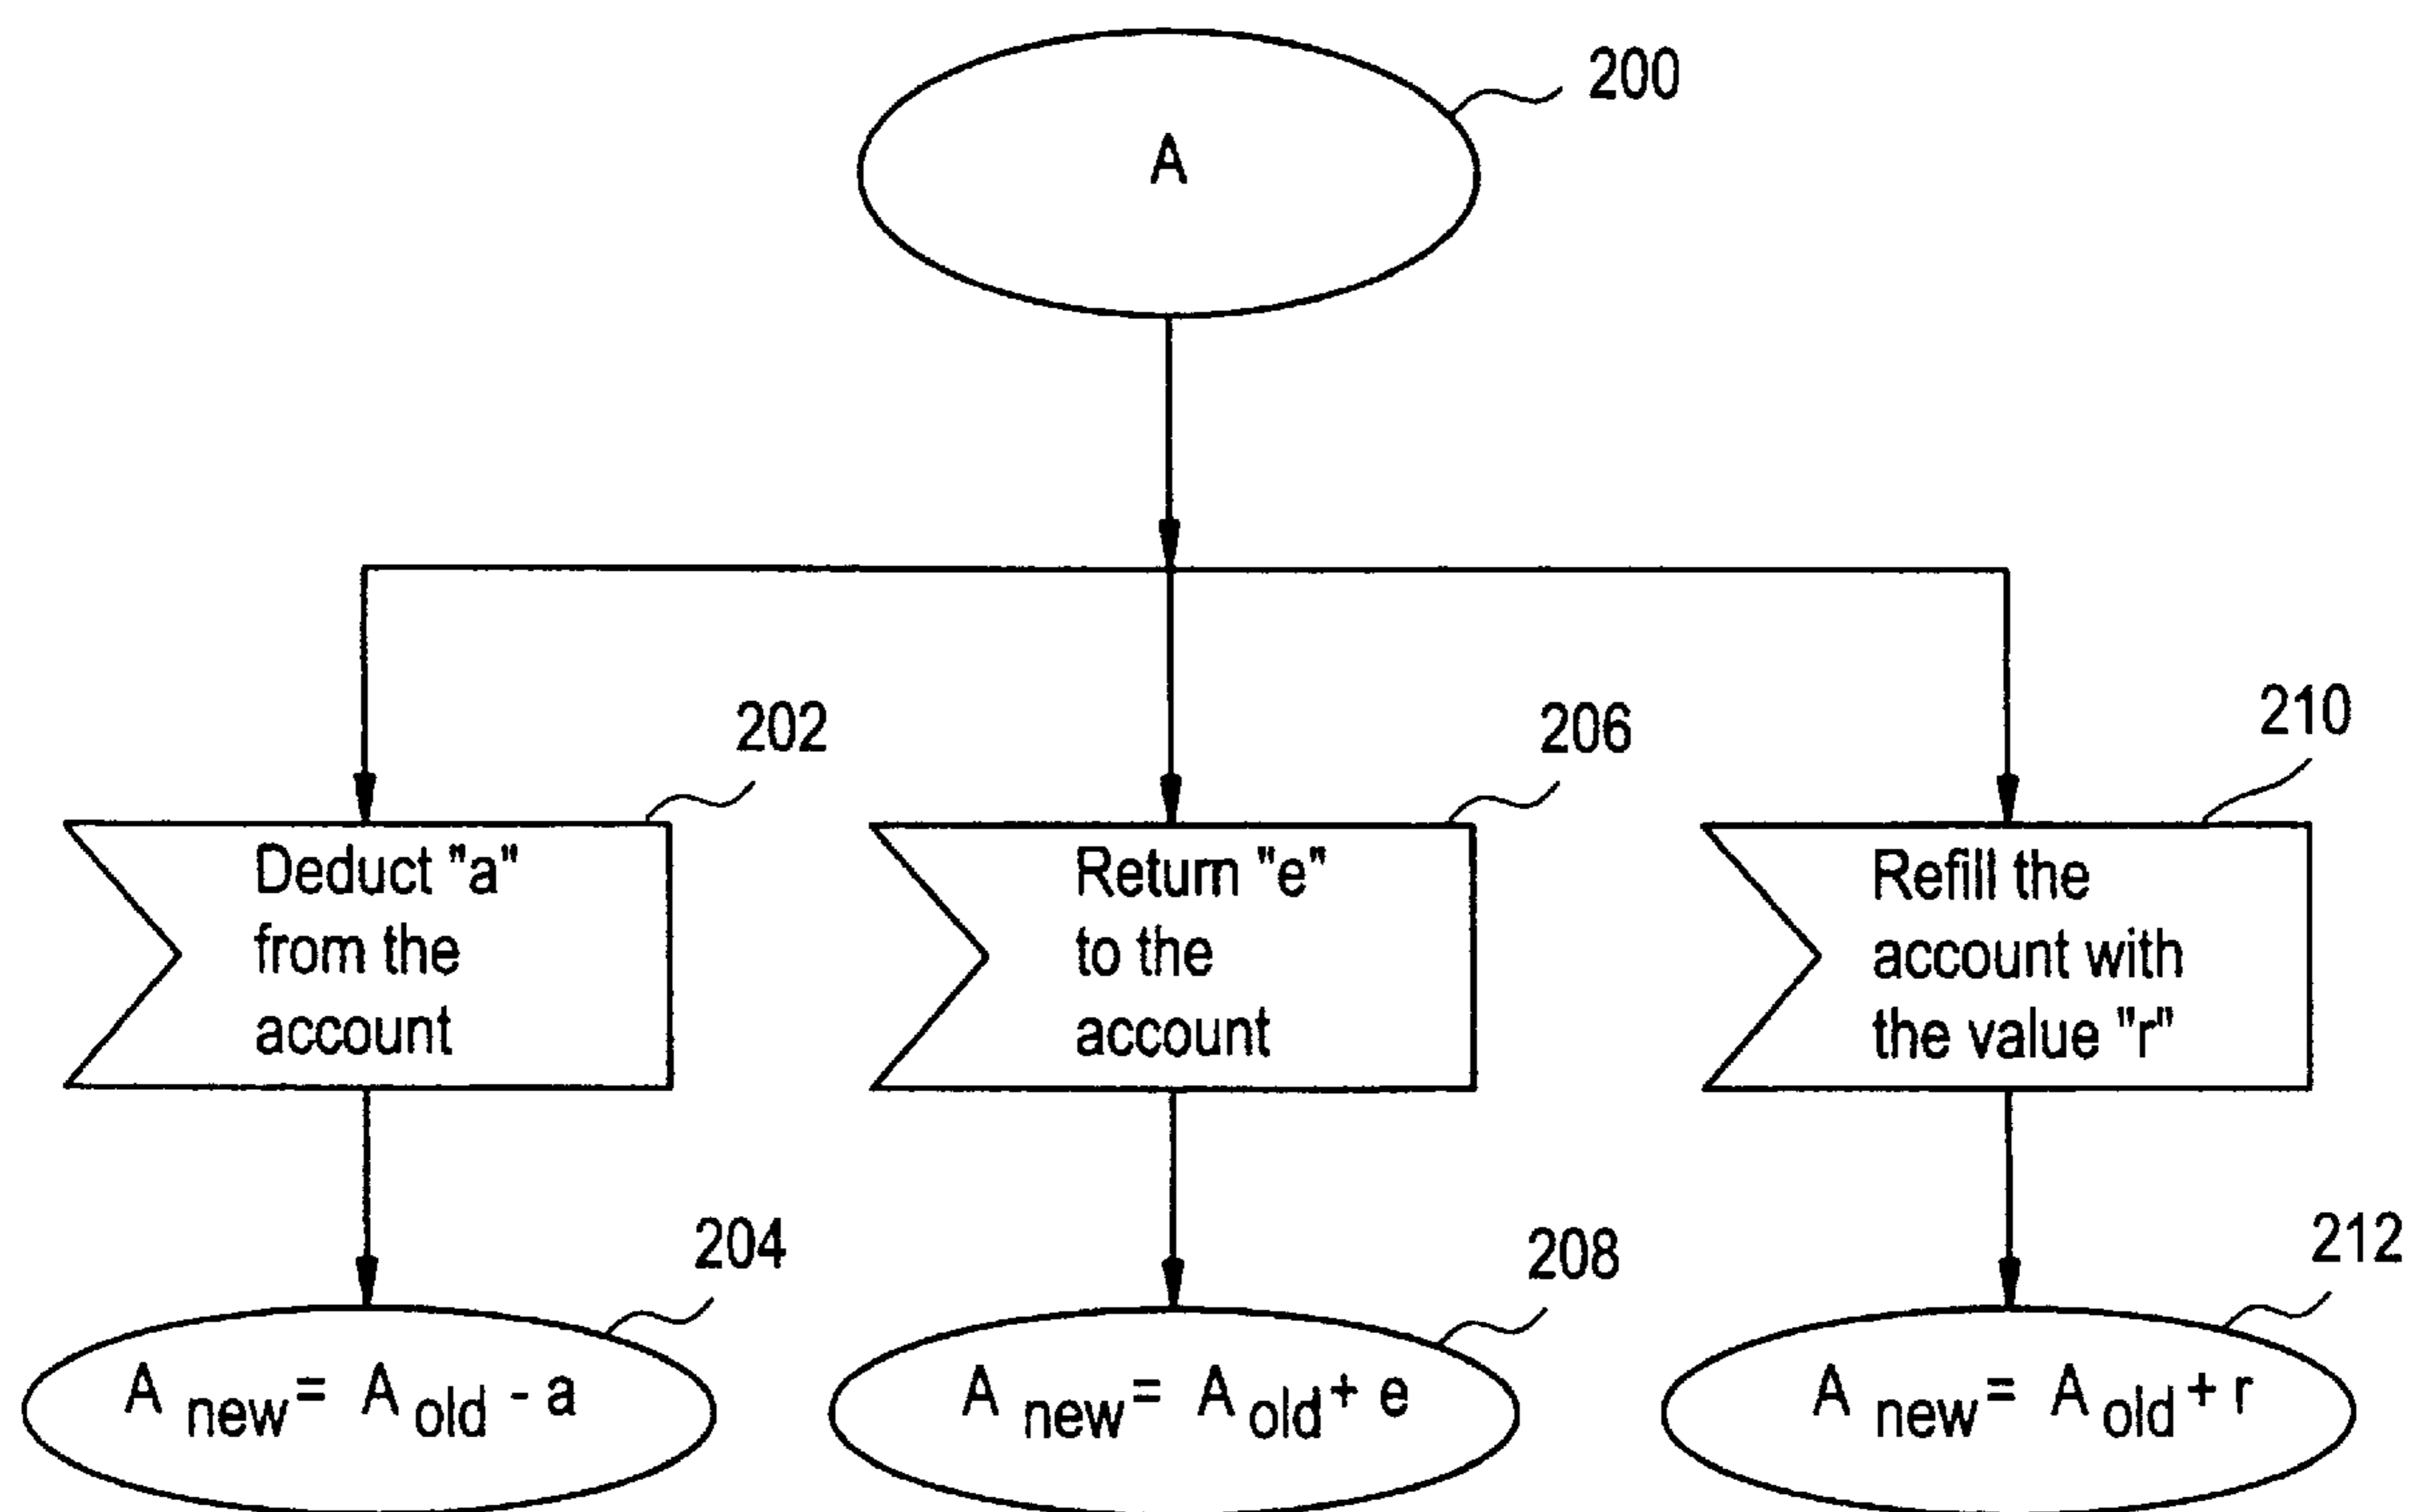 200
A
202
Deduct "a"
from the
account
206
Return "e"
to the
account
210
Refill the
account with
the value "r"
204
A new = A old - a
208
A new = A old + e
212
A new = A old + r